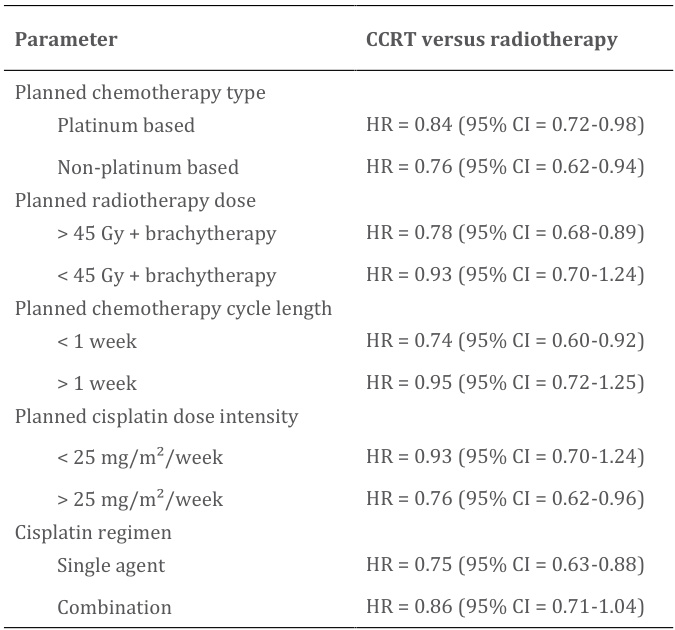 Parameter CCRT versus radiotherapy
Planned chemotherapy type
Platinum based HR = 0.84 (95% CI = 0.72-0.98)
Non-platinum based HR = 0.76 (95% CI = 0.62-0.94)
Planned radiotherapy dose
> 45 Gy + brachytherapy HR = 0.78 (95% CI = 0.68-0.89)
< 45 Gy + brachytherapy HR = 0.93 (95% CI = 0.70-1.24)
Planned chemotherapy cycle length
< 1 week HR = 0.74 (95% CI = 0.60-0.92)
> 1 week HR = 0.95 (95% CI = 0.72-1.25)
Planned cisplatin dose intensity
< 25 mg/m²/week HR = 0.93 (95% CI = 0.70-1.24)
> 25 mg/m²/week HR = 0.76 (95% CI = 0.62-0.96)
Cisplatin regimen
Single agent HR = 0.75 (95% CI = 0.63-0.88)
Combination HR = 0.86 (95% CI = 0.71-1.04)